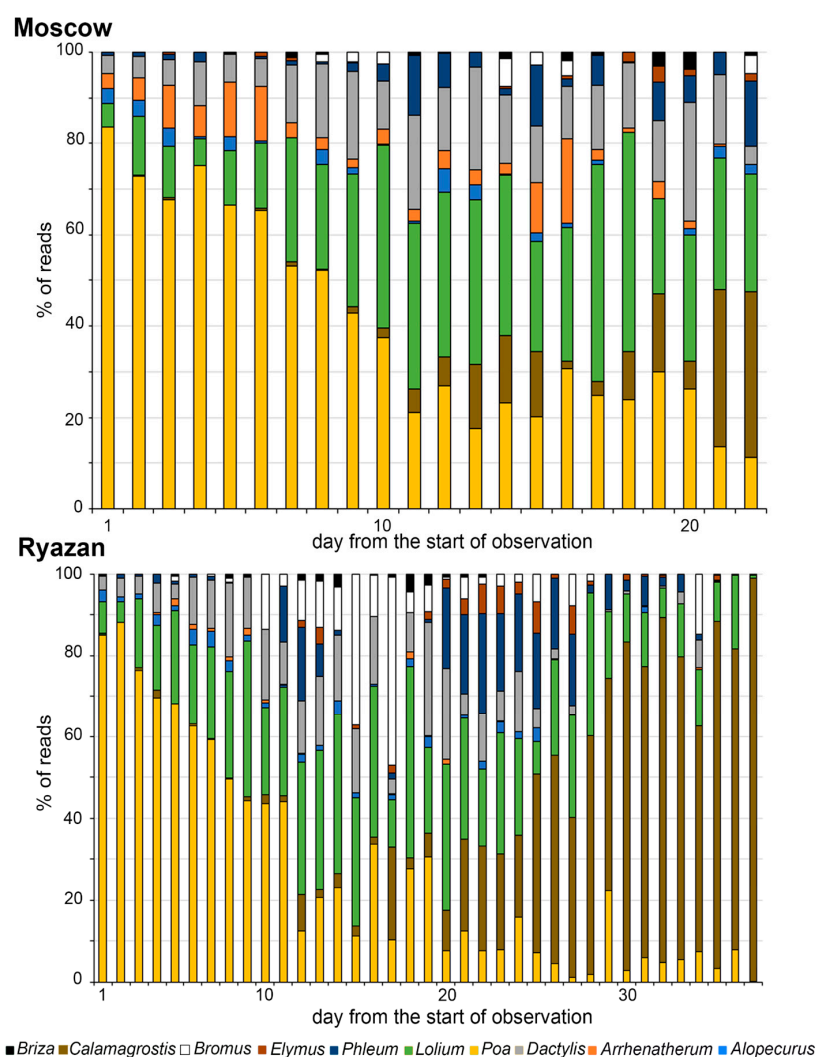 Moscow
100
80
60
40
20
0
% of reads
1 10 20
day from the start of observation
Ryazan
100
80
60
40
20
0
% of reads
1 10 20 30
day from the start of observation
Briza Calamagrostis Bromus Elymus Phleum Lolium Poa Dactylis Arrhenatherum Alopecurus